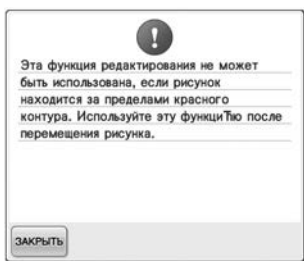 Эта функция редактирования не может
быть использована, если рисунок
находится за пределами красного
контура. Используйте эту функциЂю после
перемещения рисунка.
ЗАКРЫТЬ